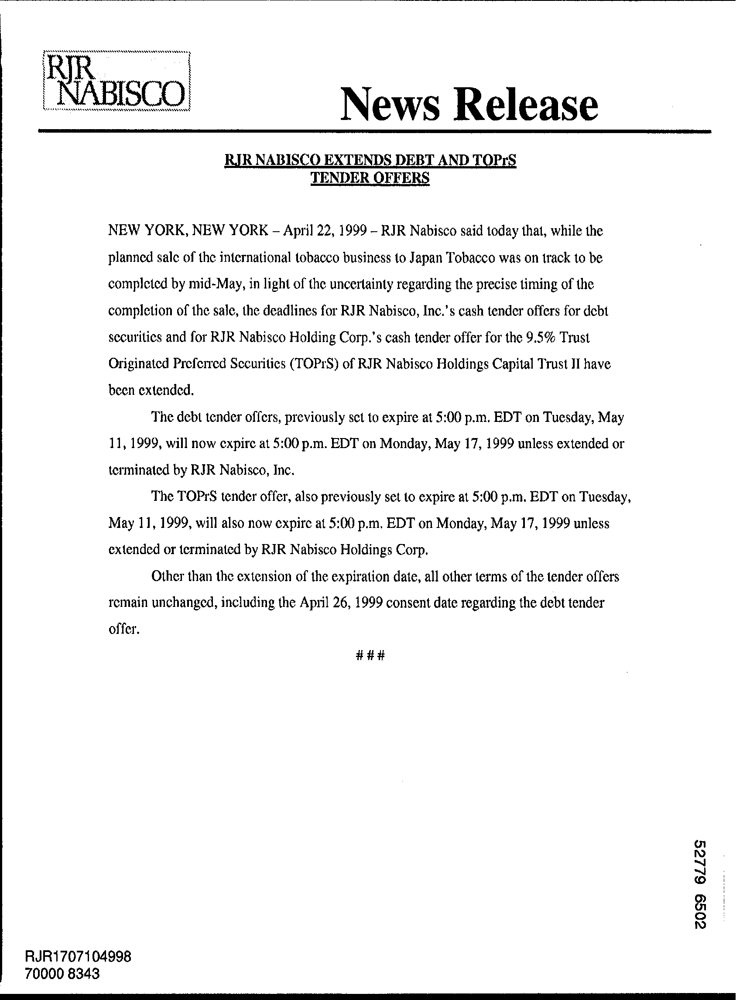 RJR
NABISCO
News Release
RJR NABISCO EXTENDS DEBT AND TOPrS
TENDER OFFERS
NEW YORK, NEW YORK – April 22, 1999 – RJR Nabisco said today that, while the
planned sale of the international tobacco business to Japan Tobacco was on track to be
completed by mid-May, in light of the uncertainty regarding the precise timing of the
completion of the sale, the deadlines for RJR Nabisco, Inc.'s cash tender offers for debt
securities and for RJR Nabisco Holding Corp.'s cash tender offer for the 9.5% Trust
Originated Preferred Securities (TOPrS) of RJR Nabisco Holdings Capital Trust II have
been extended.
The debt tender offers, previously set to expire at 5:00 p.m. EDT on Tuesday, May
11, 1999, will now expire at 5:00 p.m. EDT on Monday, May 17, 1999 unless extended or
terminated by RJR Nabisco, Inc.
The TOPrS tender offer, also previously set to expire at 5:00 p.m. EDT on Tuesday,
May 11, 1999, will also now expire at 5:00 p.m. EDT on Monday, May 17, 1999 unless
extended or terminated by RJR Nabisco Holdings Corp.
Other than the extension of the expiration date, all other terms of the tender offers
remain unchanged, including the April 26, 1999 consent date regarding the debt tender
offer.
# # #
52779 6502
RJR1707104998
70000 8343